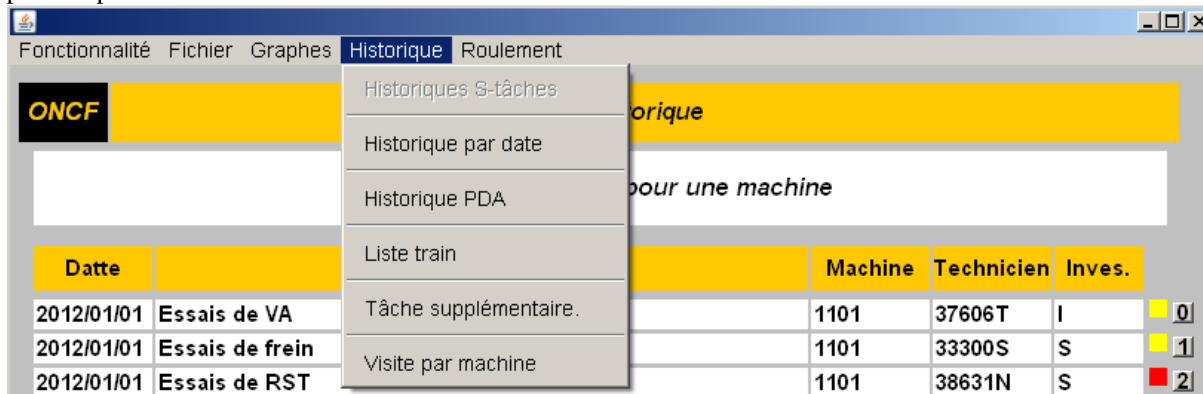 Fonctionnalité Fichier Graphes Historique Roulement
Historiques S-tâches
Historique par date
Historique PDA
Liste train
Tâche supplémentaire.
Visite par machine
ONCF orique
pour une machine
Datte Machine Technicien Inves.
2012/01/01 Essais de VA 1101 37606T I 0
2012/01/01 Essais de frein 1101 33300S S 1
2012/01/01 Essais de RST 1101 38631N S 2